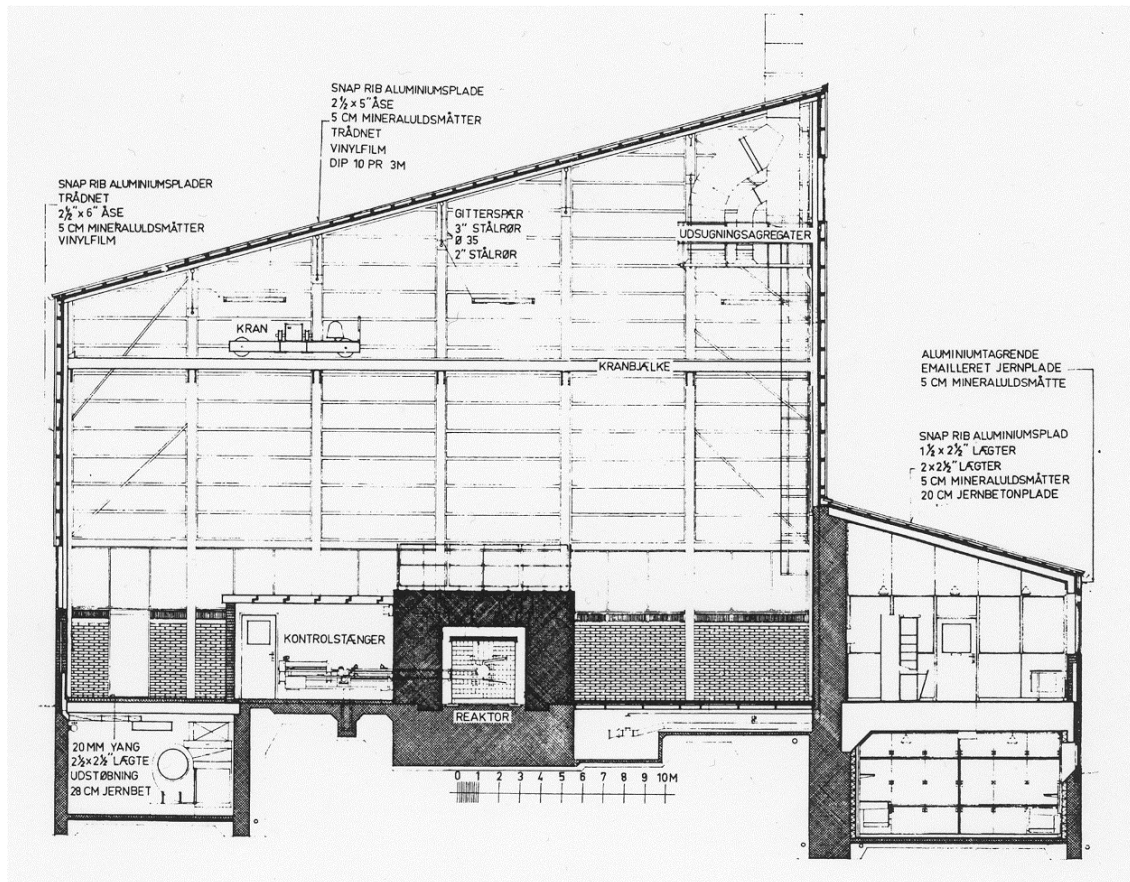 SNAP RIB ALUMINIUMSPLADE
2½ x 5" ÅSE
5 CM MINERALULDSMÅTTER
TRÅDNET
VINYLFILM
DIP 10 PR 3M
SNAP RIB ALUMINIUMSPLADER
TRÅDNET
2½" x 6" ÅSE
5 CM MINERALULDSMÅTTER
VINYLFILM
GITTERSPÆR
3" STÅLRØR
Ø 35
2" STÅLRØR
UDSUGNINGSAGREGATER
KRAN
KRANBJÆLKE
ALUMINIUMTAGRENDE
EMAILLERET JERNPLADE
5 CM MINERALULDSMÅTTE
SNAP RIB ALUMINIUMSPLAD
1½ x 2½" LÆGTER
2 x 2½" LÆGTER
5 CM MINERALULDSMÅTTER
20 CM JERNBETONPLADE
KONTROLSTÆNGER
REAKTOR
20 MM YANG
2½ x 2½" LÆGTE
UDSTØBNING
28 CM JERNBET
0 1 2 3 4 5 6 7 8 9 10 M